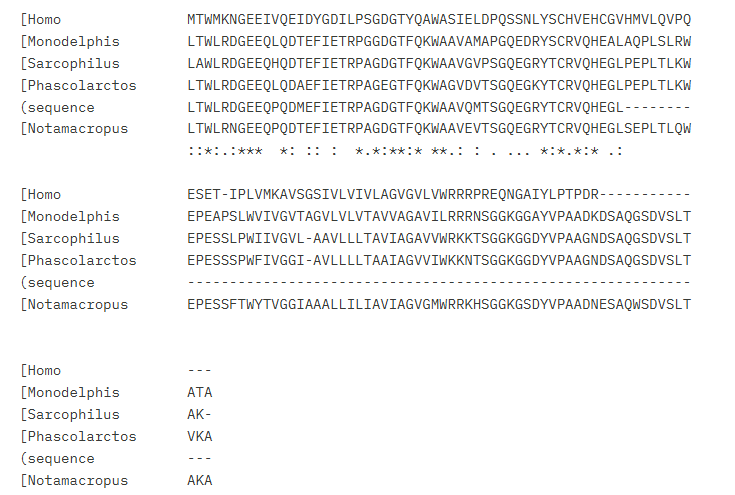 [Homo MTWMKNGEEIVQEIDYGDILPSGDGTYQAWASIELDPQSSNLYSCHVEHCGVHMVLQVPQ
[Monodelphis LTWLRDGEEQLQDTEFIETRPGGDGTFQKWAAVAMAPGQEDRYSCRVQHEALAQPLSLRW
[Sarcophilus LAWLRDGEEQHQDTEFIETRPAGDGTFQKWAAVGVPSGQEGRYTCRVQHEGLPEPLTLKW
[Phascolarctos LTWLRDGEEQLQDAEFIETRPAGEGTFQKWAGVDVTSGQEGKYTCRVQHEGLPEPLTLKW
(sequence LTWLRDGEEQPQDMEFIETRPAGDGTFQKWAAVQMTSGQEGRYTCRVQHEGL--------
[Notamacropus LTWLRNGEEQPQDTEFIETRPAGDGTFQKWAAVEVTSGQEGRYTCRVQHEGLSEPLTLQW
::*:.:***  *: :: :  *.*:**:* **.: : . ... *:*.*:* .:
[Homo ESET-IPLVMKAVSGSIVLVIVLAGVGVLVWRRRPREQNGAIYLPTPDR-----------
[Monodelphis EPEAPSLWVIVGVTAGVLVLVTAVVAGAVILRRRNSGGKGGAYVPAADKDSAQGSDVSLT
[Sarcophilus EPESSLPWIIVGVL-AAVLLLTAVIAGAVVWRKKTSGGKGGDYVPAAGNDSAQGSDVSLT
[Phascolarctos EPESSSPWFIVGGI-AVLLLLTAAIAGVVIWKKNTSGGKGGDYVPAAGNDSAQGSDVSLT
(sequence ------------------------------------------------------------
[Notamacropus EPESSFTWYTVGGIAAALLILIAVIAGVGMWRRKHSGGKGSDYVPAADNESAQWSDVSLT
[Homo ---
[Monodelphis ATA
[Sarcophilus AK-
[Phascolarctos VKA
(sequence ---
[Notamacropus AKA